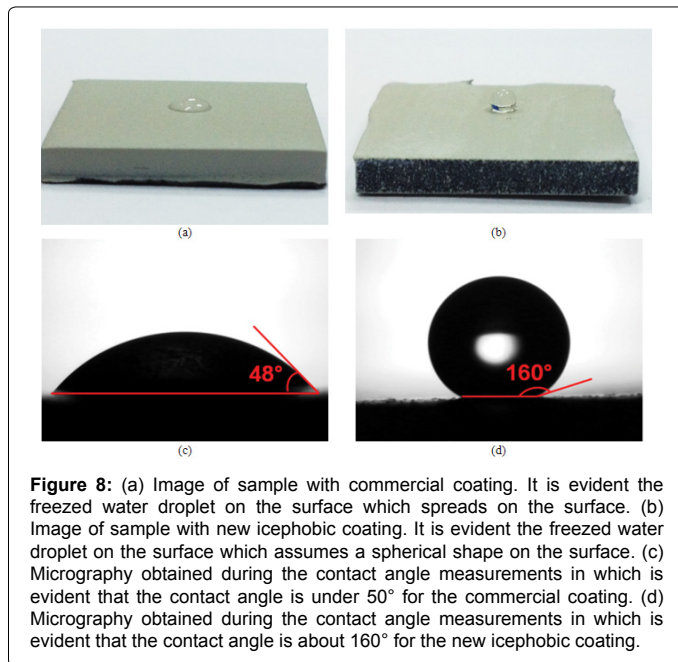 (a)
(b)
48°
160°
(c)
(d)
Figure 8: (a) Image of sample with commercial coating. It is evident the
freezed water droplet on the surface which spreads on the surface. (b)
Image of sample with new icephobic coating. It is evident the freezed water
droplet on the surface which assumes a spherical shape on the surface. (c)
Micrography obtained during the contact angle measurements in which is
evident that the contact angle is under 50° for the commercial coating. (d)
Micrography obtained during the contact angle measurements in which is
evident that the contact angle is about 160° for the new icephobic coating.